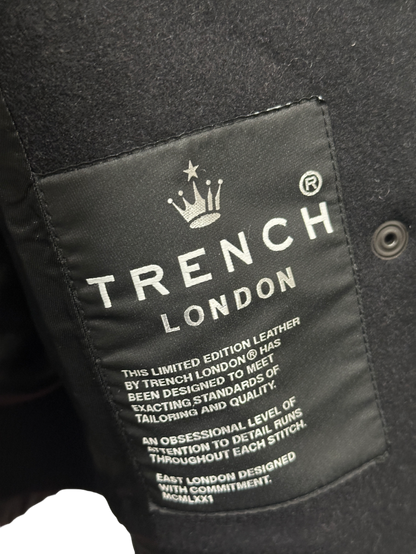 ®
TRENCH
LONDON
THIS LIMITED EDITION LEATHER
BY TRENCH LONDON® HAS
BEEN DESIGNED TO MEET
EXACTING STANDARDS OF
TAILORING AND QUALITY.
AN OBSESSIONAL LEVEL OF
ATTENTION TO DETAIL RUNS
THROUGHOUT EACH STITCH.
EAST LONDON DESIGNED
WITH COMMITMENT.
MCMLXX1